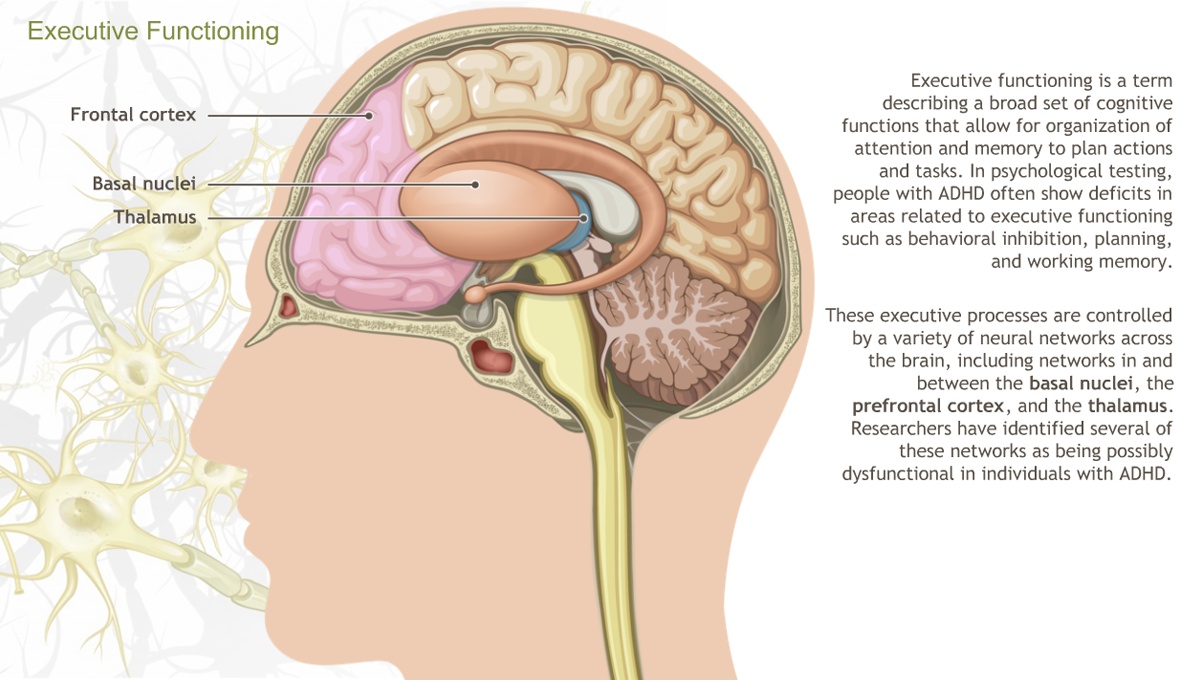 Executive Functioning
Frontal cortex
Basal nuclei
Thalamus
Executive functioning is a term
describing a broad set of cognitive
functions that allow for organization of
attention and memory to plan actions
and tasks. In psychological testing,
people with ADHD often show deficits in
areas related to executive functioning
such as behavioral inhibition, planning,
and working memory.
These executive processes are controlled
by a variety of neural networks across
the brain, including networks in and
between the basal nuclei, the
prefrontal cortex, and the thalamus.
Researchers have identified several of
these networks as being possibly
dysfunctional in individuals with ADHD.